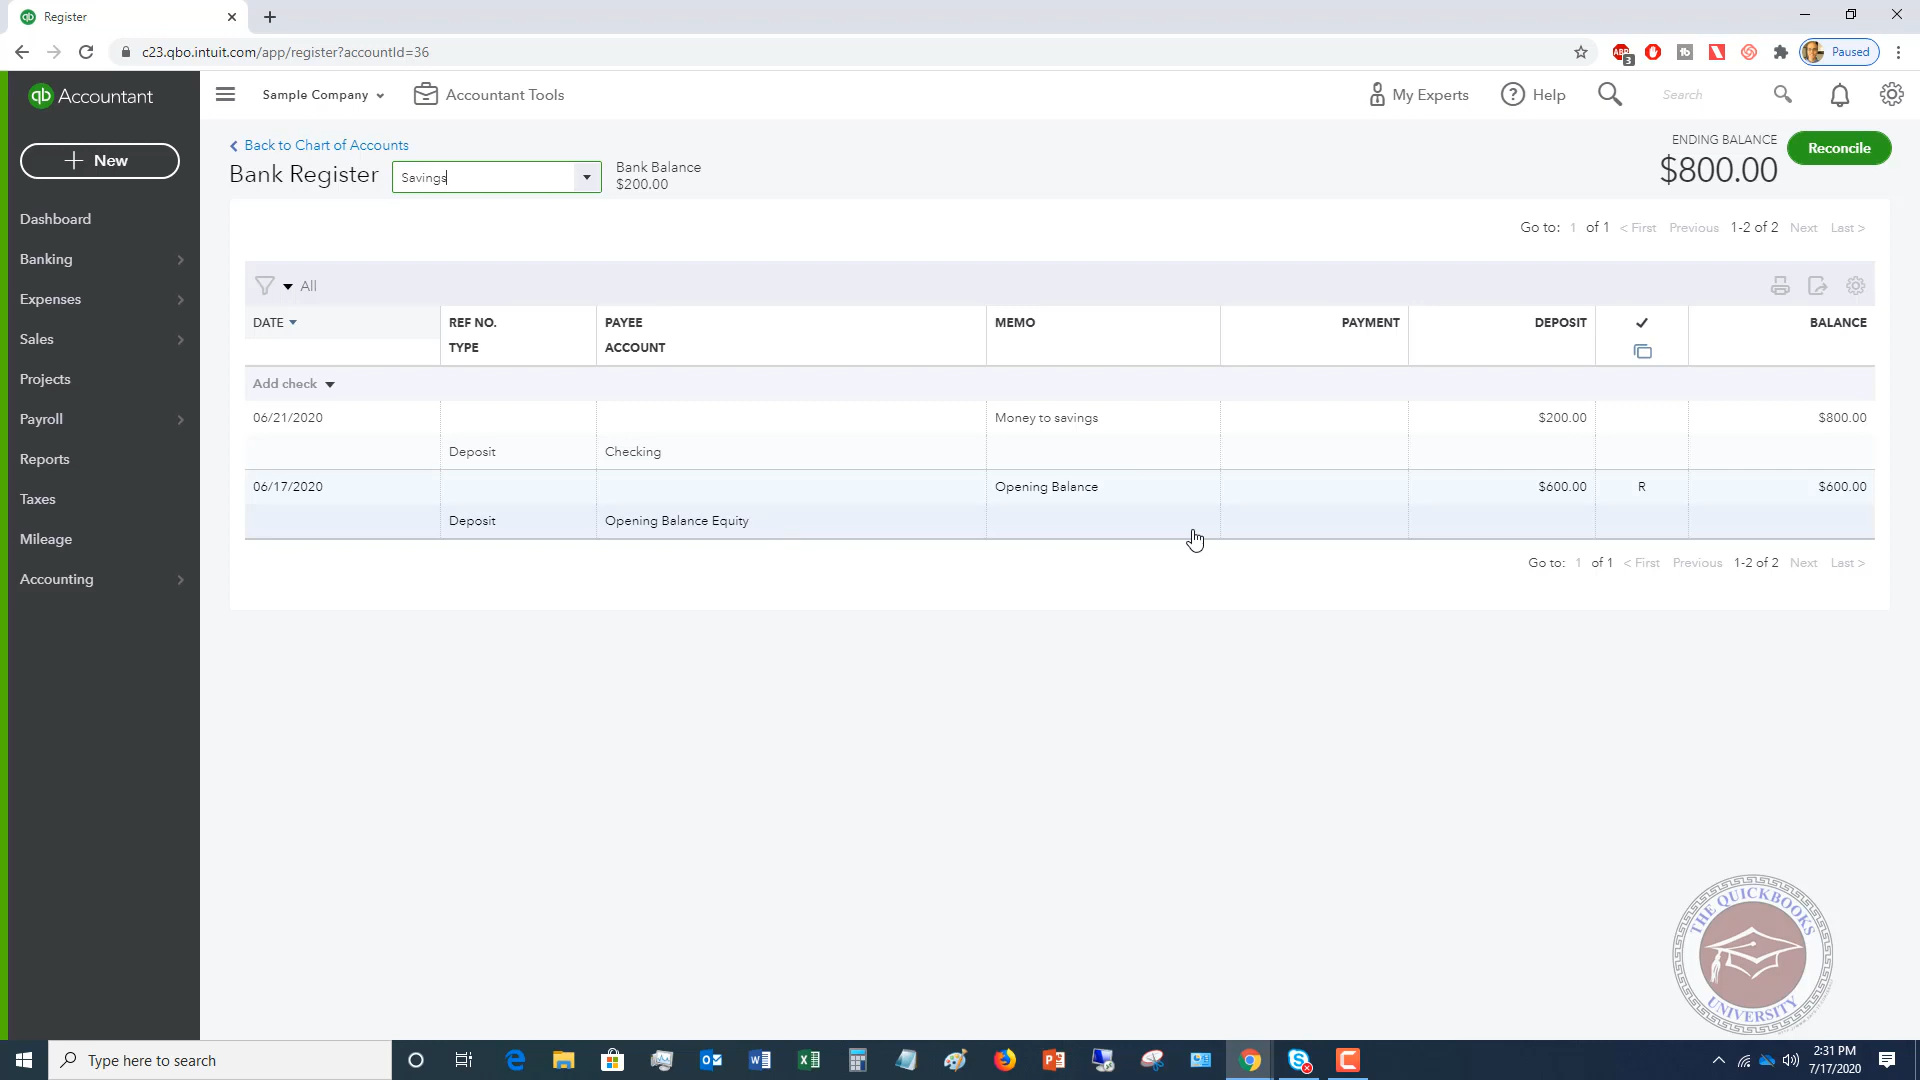 Register
c23.qbo.intuit.com/app/register?accountId=36
ABP
3
tb
Paused
qb Accountant
Sample Company
Accountant Tools
My Experts
Help
Search
New
Dashboard
Banking
Expenses
Sales
Projects
Payroll
Reports
Taxes
Mileage
Accounting
Back to Chart of Accounts
Bank Register
Savings
Bank Balance
$200.00
ENDING BALANCE
$800.00
Reconcile
Go to: 1 of 1 < First Previous 1-2 of 2 Next Last >
All
DATE REF NO. PAYEE MEMO PAYMENT DEPOSIT BALANCE
TYPE ACCOUNT
Add check
06/21/2020 Money to savings $200.00 $800.00
Deposit Checking
06/17/2020 Opening Balance $600.00 R $600.00
Deposit Opening Balance Equity
Go to: 1 of 1 < First Previous 1-2 of 2 Next Last >
THE QUICKBOOKS
UNIVERSITY
Type here to search
2:31 PM
7/17/2020